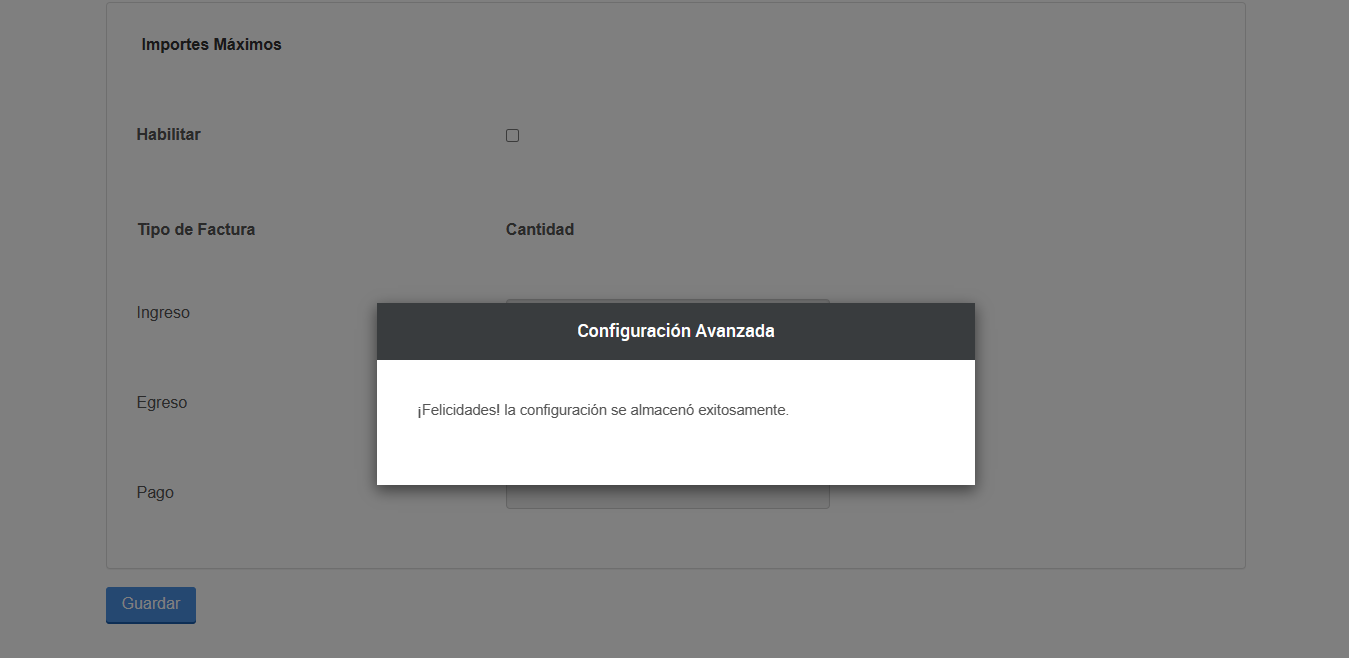 Importes Máximos
Habilitar
Tipo de Factura Cantidad
Ingreso
Configuración Avanzada
Egreso
¡Felicidades! la configuración se almacenó exitosamente.
Pago
Guardar